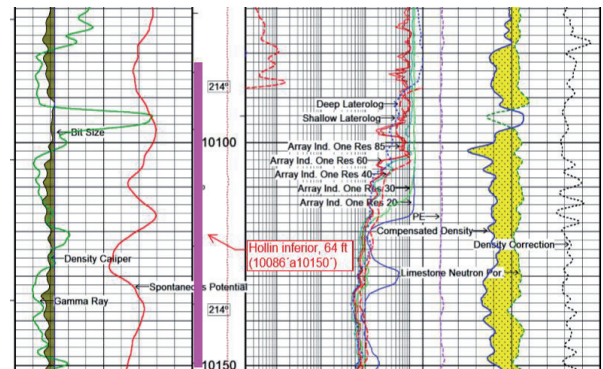 214°
Deep Laterolog
Shallow Laterolog
Bit Size
10100
Array Ind. One Res 85
Array Ind. One Res 60
Array Ind. One Res 40
Array Ind. One Res 30
Array Ind. One Res 20
PE
Compensated Density
Density Correction
Hollin inferior, 64 ft
(10086´a10150´)
Density Caliper
Limestone Neutron Por.
Spontaneous Potential
Gamma Ray
214°
10150